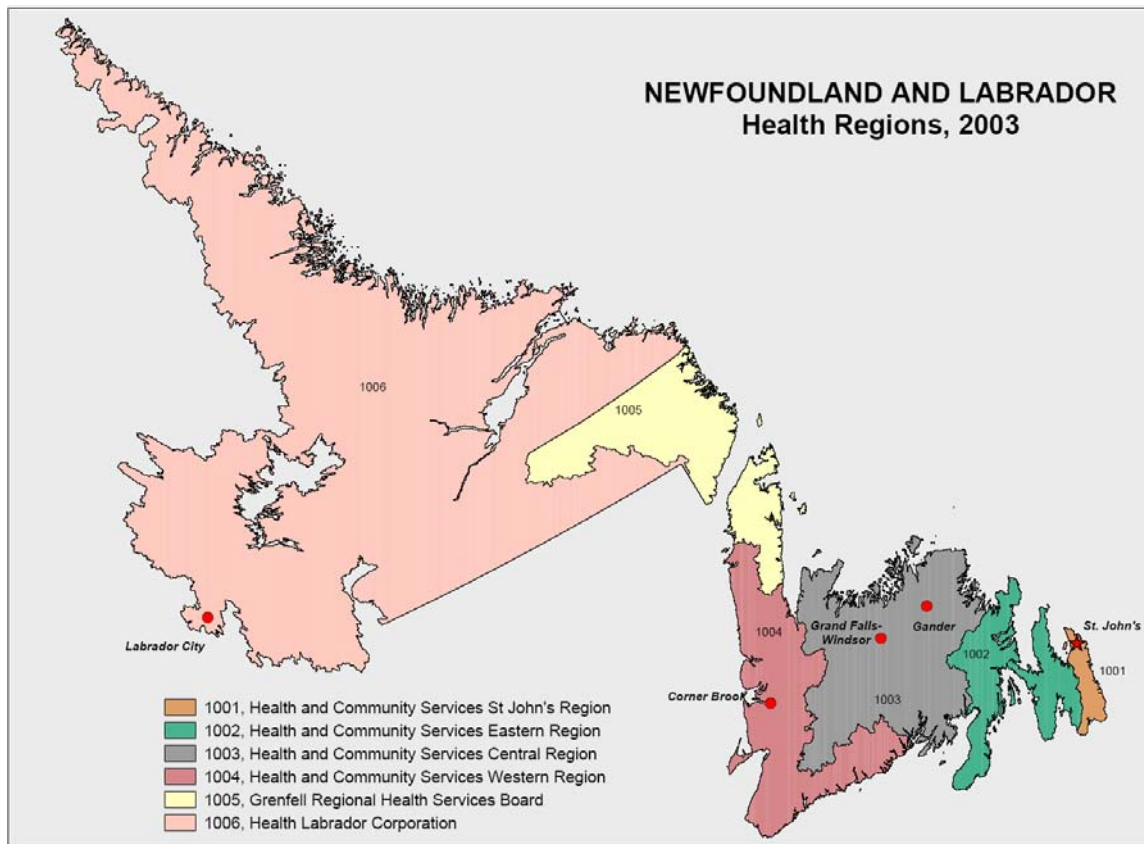 NEWFOUNDLAND AND LABRADOR
Health Regions, 2003
1006
1005
Labrador City
1004
Grand Falls-
Windsor
Gander
St. John's
1002
1001
Corner Brook
1003
1001, Health and Community Services St John's Region
1002, Health and Community Services Eastern Region
1003, Health and Community Services Central Region
1004, Health and Community Services Western Region
1005, Grenfell Regional Health Services Board
1006, Health Labrador Corporation